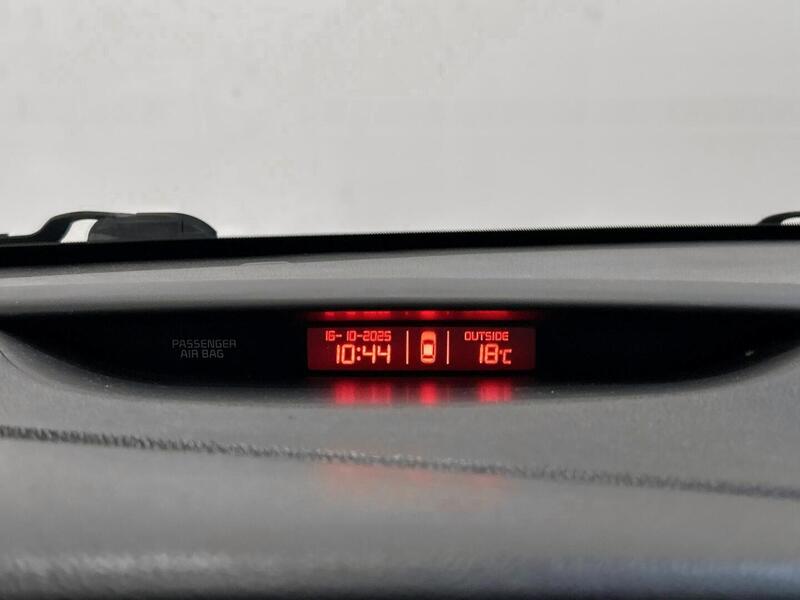 PASSENGER
AIR BAG
16-10-2025
10:44
OUTSIDE
18°C